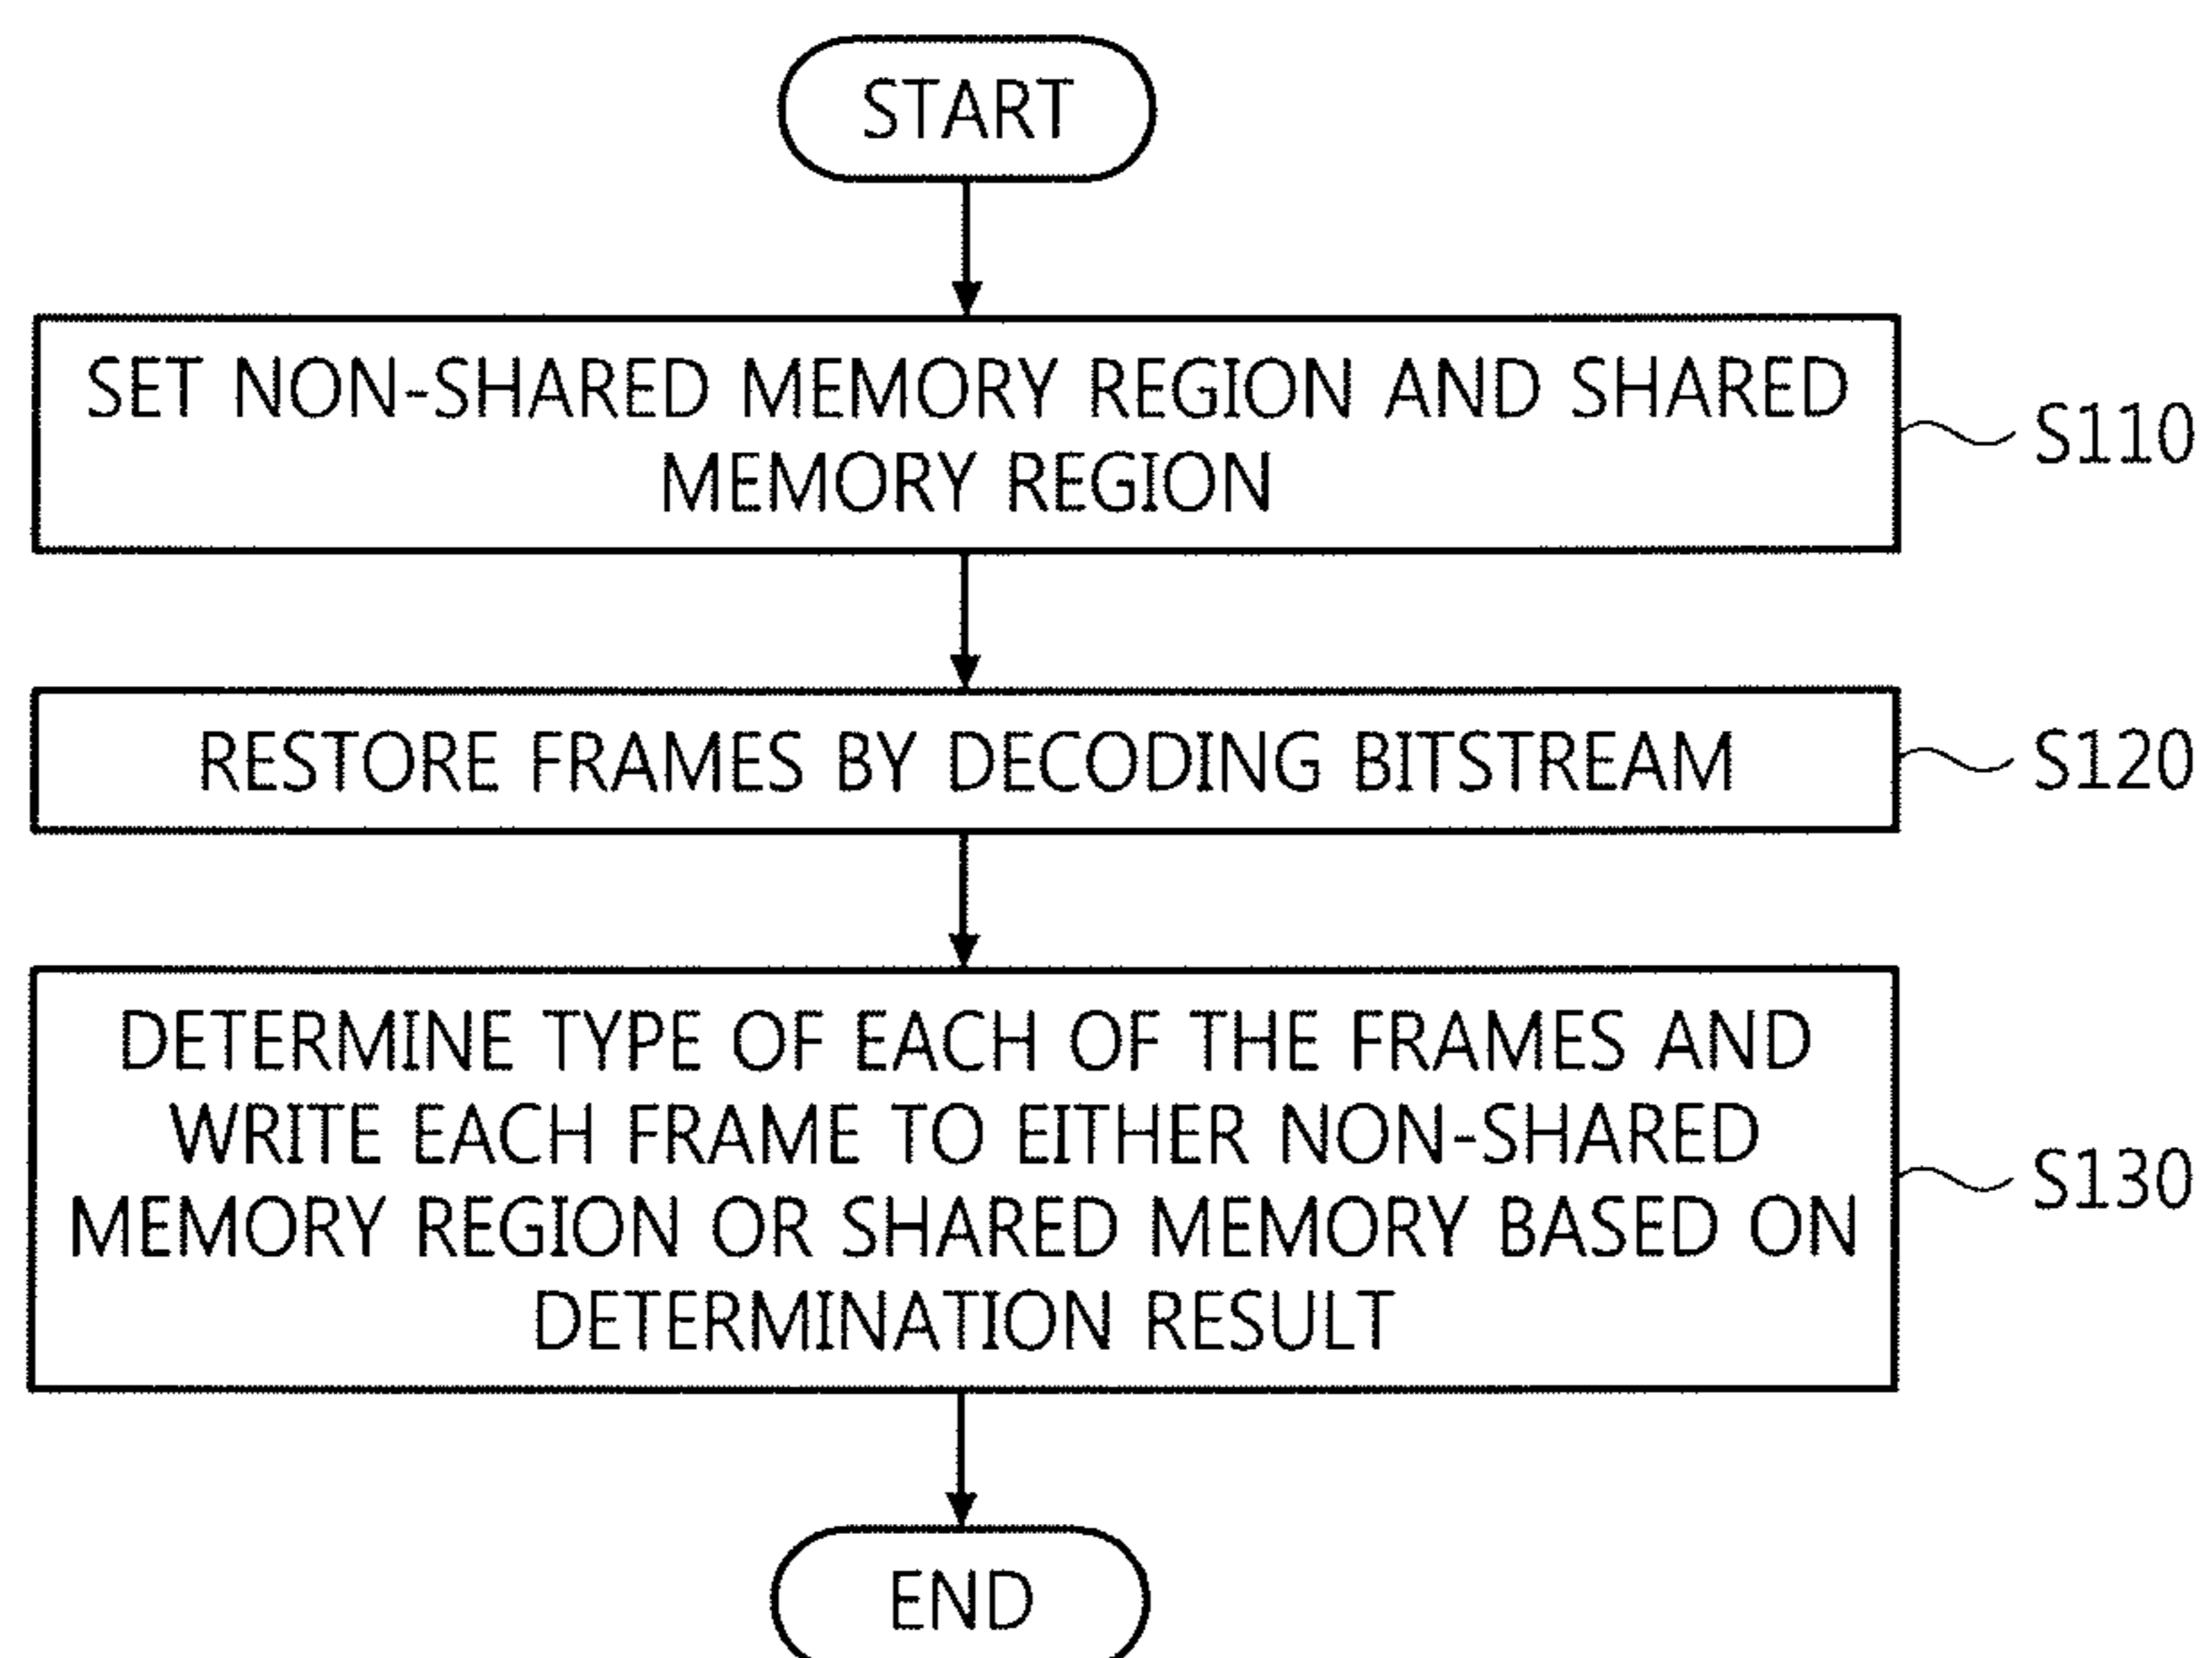 START
SET NON-SHARED MEMORY REGION AND SHARED
MEMORY REGION
S110
RESTORE FRAMES BY DECODING BITSTREAM
S120
DETERMINE TYPE OF EACH OF THE FRAMES AND
WRITE EACH FRAME TO EITHER NON-SHARED
MEMORY REGION OR SHARED MEMORY BASED ON
DETERMINATION RESULT
S130
END